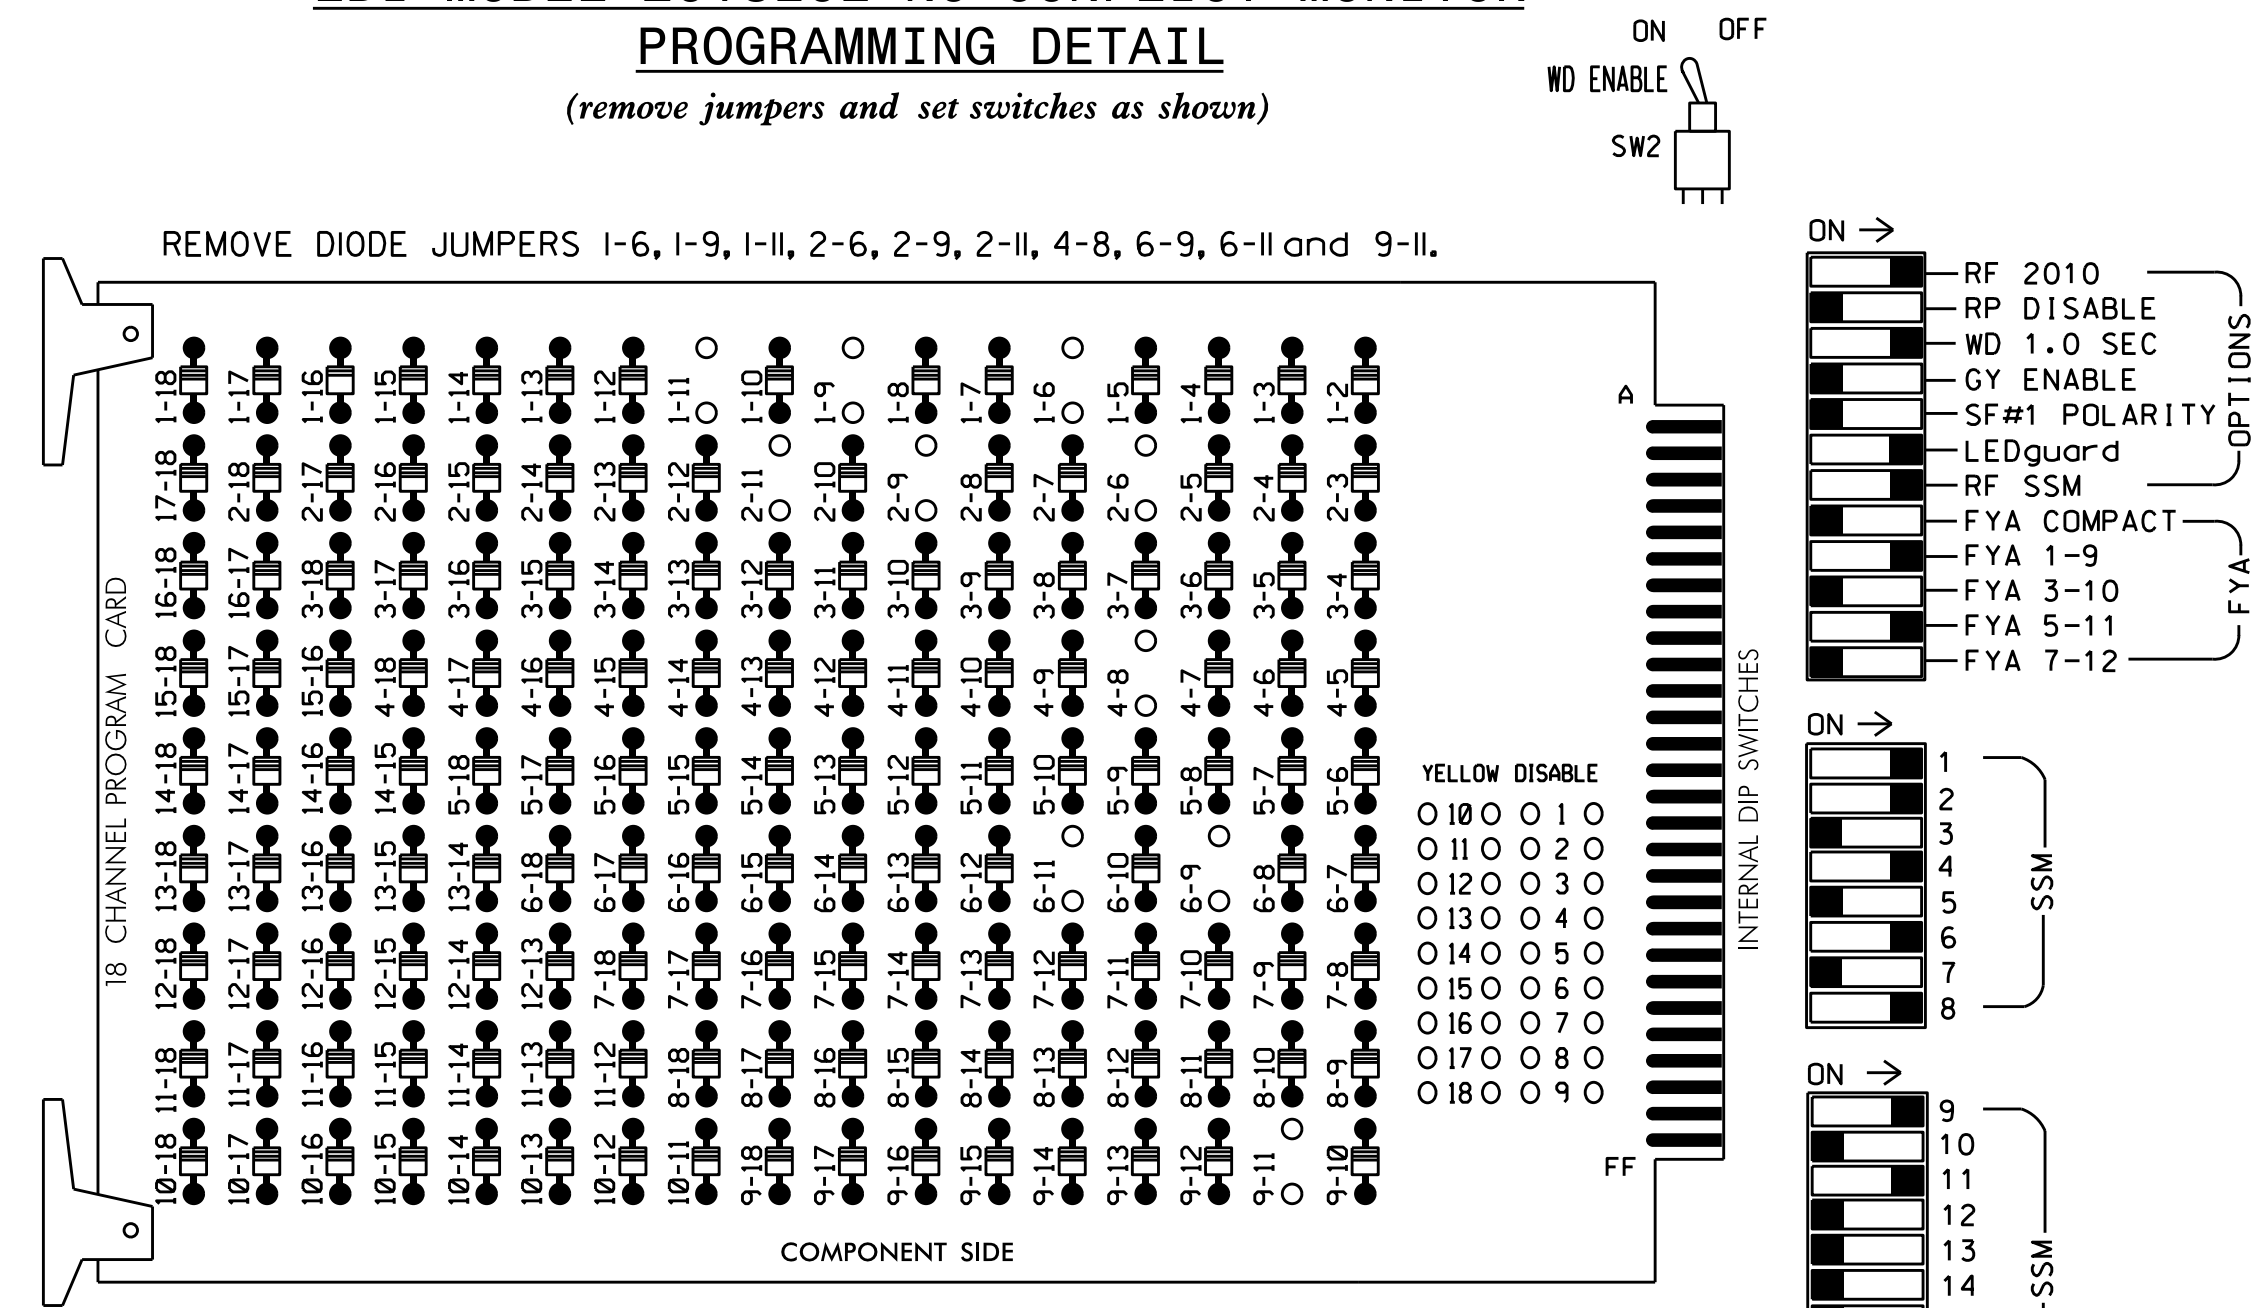 PROGRAMMING DETAIL
(remove jumpers and set switches as shown)
ON OFF
WD ENABLE
SW2
REMOVE DIODE JUMPERS 1-6, 1-9, 1-11, 2-6, 2-9, 2-11, 4-8, 6-9, 6-11 and 9-11.
18 CHANNEL PROGRAM CARD
1-18 1-17 1-16 1-15 1-14 1-13 1-12 1-11 1-10 1-9 1-8 1-7 1-6 1-5 1-4 1-3 1-2
17-18 2-18 2-17 2-16 2-15 2-14 2-13 2-12 2-11 2-10 2-9 2-8 2-7 2-6 2-5 2-4 2-3
16-18 16-17 3-18 3-17 3-16 3-15 3-14 3-13 3-12 3-11 3-10 3-9 3-8 3-7 3-6 3-5 3-4
15-18 15-17 15-16 4-18 4-17 4-16 4-15 4-14 4-13 4-12 4-11 4-10 4-9 4-8 4-7 4-6 4-5
14-18 14-17 14-16 14-15 5-18 5-17 5-16 5-15 5-14 5-13 5-12 5-11 5-10 5-9 5-8 5-7 5-6
13-18 13-17 13-16 13-15 13-14 6-18 6-17 6-16 6-15 6-14 6-13 6-12 6-11 6-10 6-9 6-8 6-7
12-18 12-17 12-16 12-15 12-14 12-13 7-18 7-17 7-16 7-15 7-14 7-13 7-12 7-11 7-10 7-9 7-8
11-18 11-17 11-16 11-15 11-14 11-13 11-12 8-18 8-17 8-16 8-15 8-14 8-13 8-12 8-11 8-10 8-9
10-18 10-17 10-16 10-15 10-14 10-13 10-12 10-11 9-18 9-17 9-16 9-15 9-14 9-13 9-12 9-11 9-10
COMPONENT SIDE
YELLOW DISABLE
10 1
11 2
12 3
13 4
14 5
15 6
16 7
17 8
18 9
A
FF
INTERNAL DIP SWITCHES
ON →
RF 2010
RP DISABLE
WD 1.0 SEC
GY ENABLE
SF#1 POLARITY
LEDguard
RF SSM
OPTIONS
FYA COMPACT
FYA 1-9
FYA 3-10
FYA 5-11
FYA 7-12
FYA
ON →
1
2
3
4
5
6
7
8
SSM
ON →
9
10
11
12
13
14
SSM